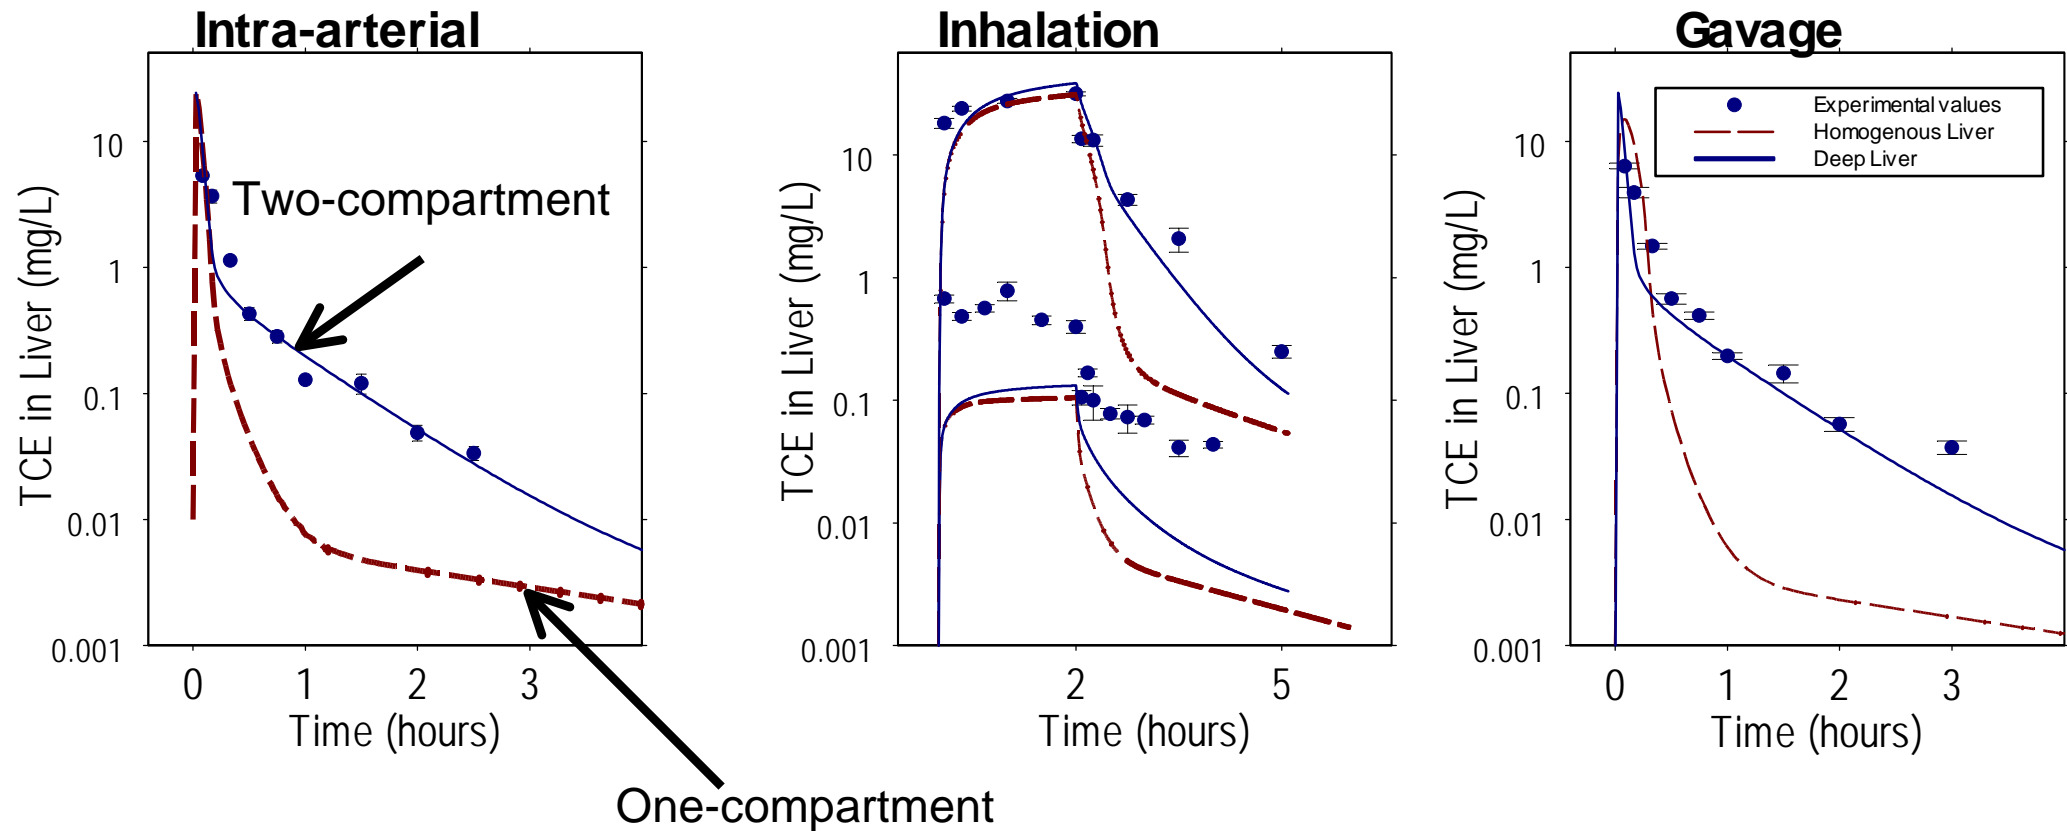 Intra-arterial
TCE in Liver (mg/L)
10
1
0.1
0.01
0.001
0 1 2 3
Time (hours)
Two-compartment
One-compartment
Inhalation
TCE in Liver (mg/L)
10
1
0.1
0.01
0.001
2 5
Time (hours)
Gavage
TCE in Liver (mg/L)
10
1
0.1
0.01
0.001
0 1 2 3
Time (hours)
Experimental values
Homogenous Liver
Deep Liver